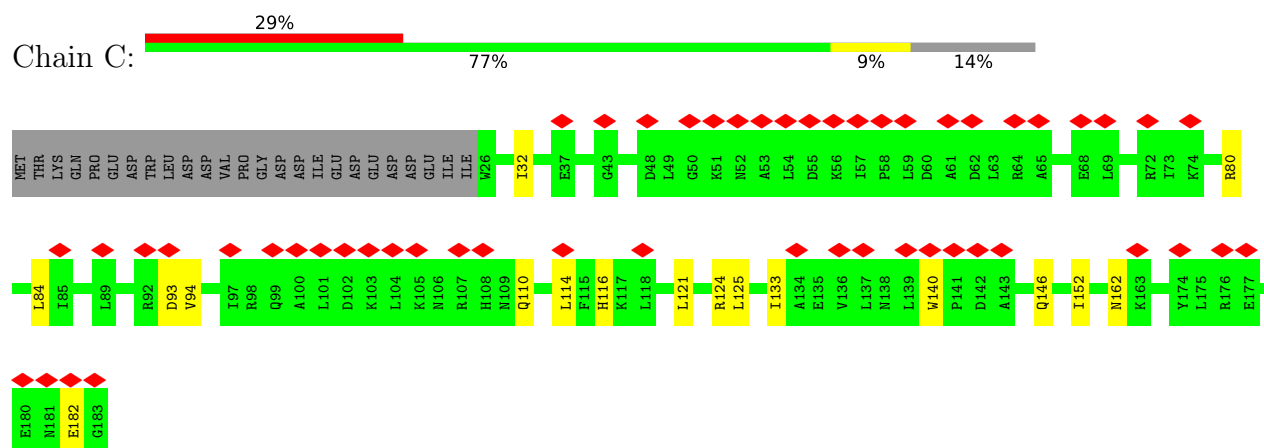 29%
Chain C:
77% 9% 14%
MET THR LYS GLN PRO GLU ASP TRP LEU ASP ASP VAL PRO GLY ASP ASP ILE GLU ASP GLU ASP ASP GLU ILE ILE W26 I32 E37 G43 D48 L49 G50 K51 N52 A53 L54 D55 K56 I57 P58 L59 D60 A61 D62 L63 R64 A65 E68 L69 R72 I73 K74 R80
L84 I85 L89 R92 D93 V94 I97 R98 Q99 A100 L101 D102 K103 L104 K105 N106 R107 H108 N109 Q110 L114 F115 H116 K117 L118 L121 R124 L125 I133 A134 E135 V136 L137 N138 L139 W140 P141 D142 A143 Q146 I152 N162 K163 Y174 L175 R176 E177
E180 N181 E182 G183